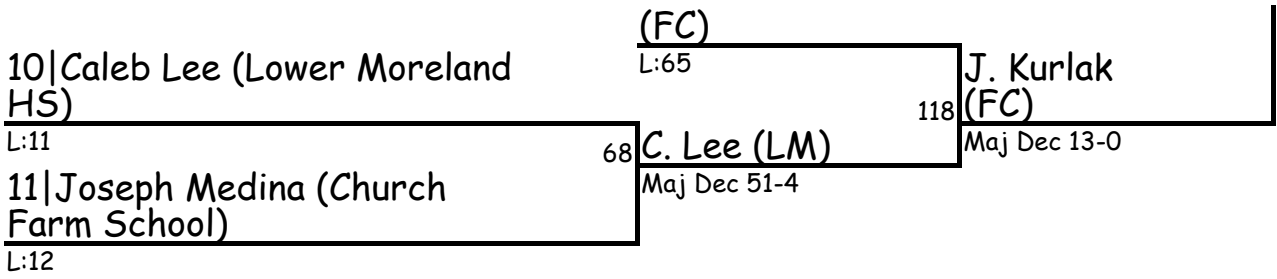 (FC)
L:65
10|Caleb Lee (Lower Moreland
HS)
L:11
J. Kurlak
118 (FC)
Maj Dec 13-0
68 C. Lee (LM)
Maj Dec 51-4
11|Joseph Medina (Church
Farm School)
L:12